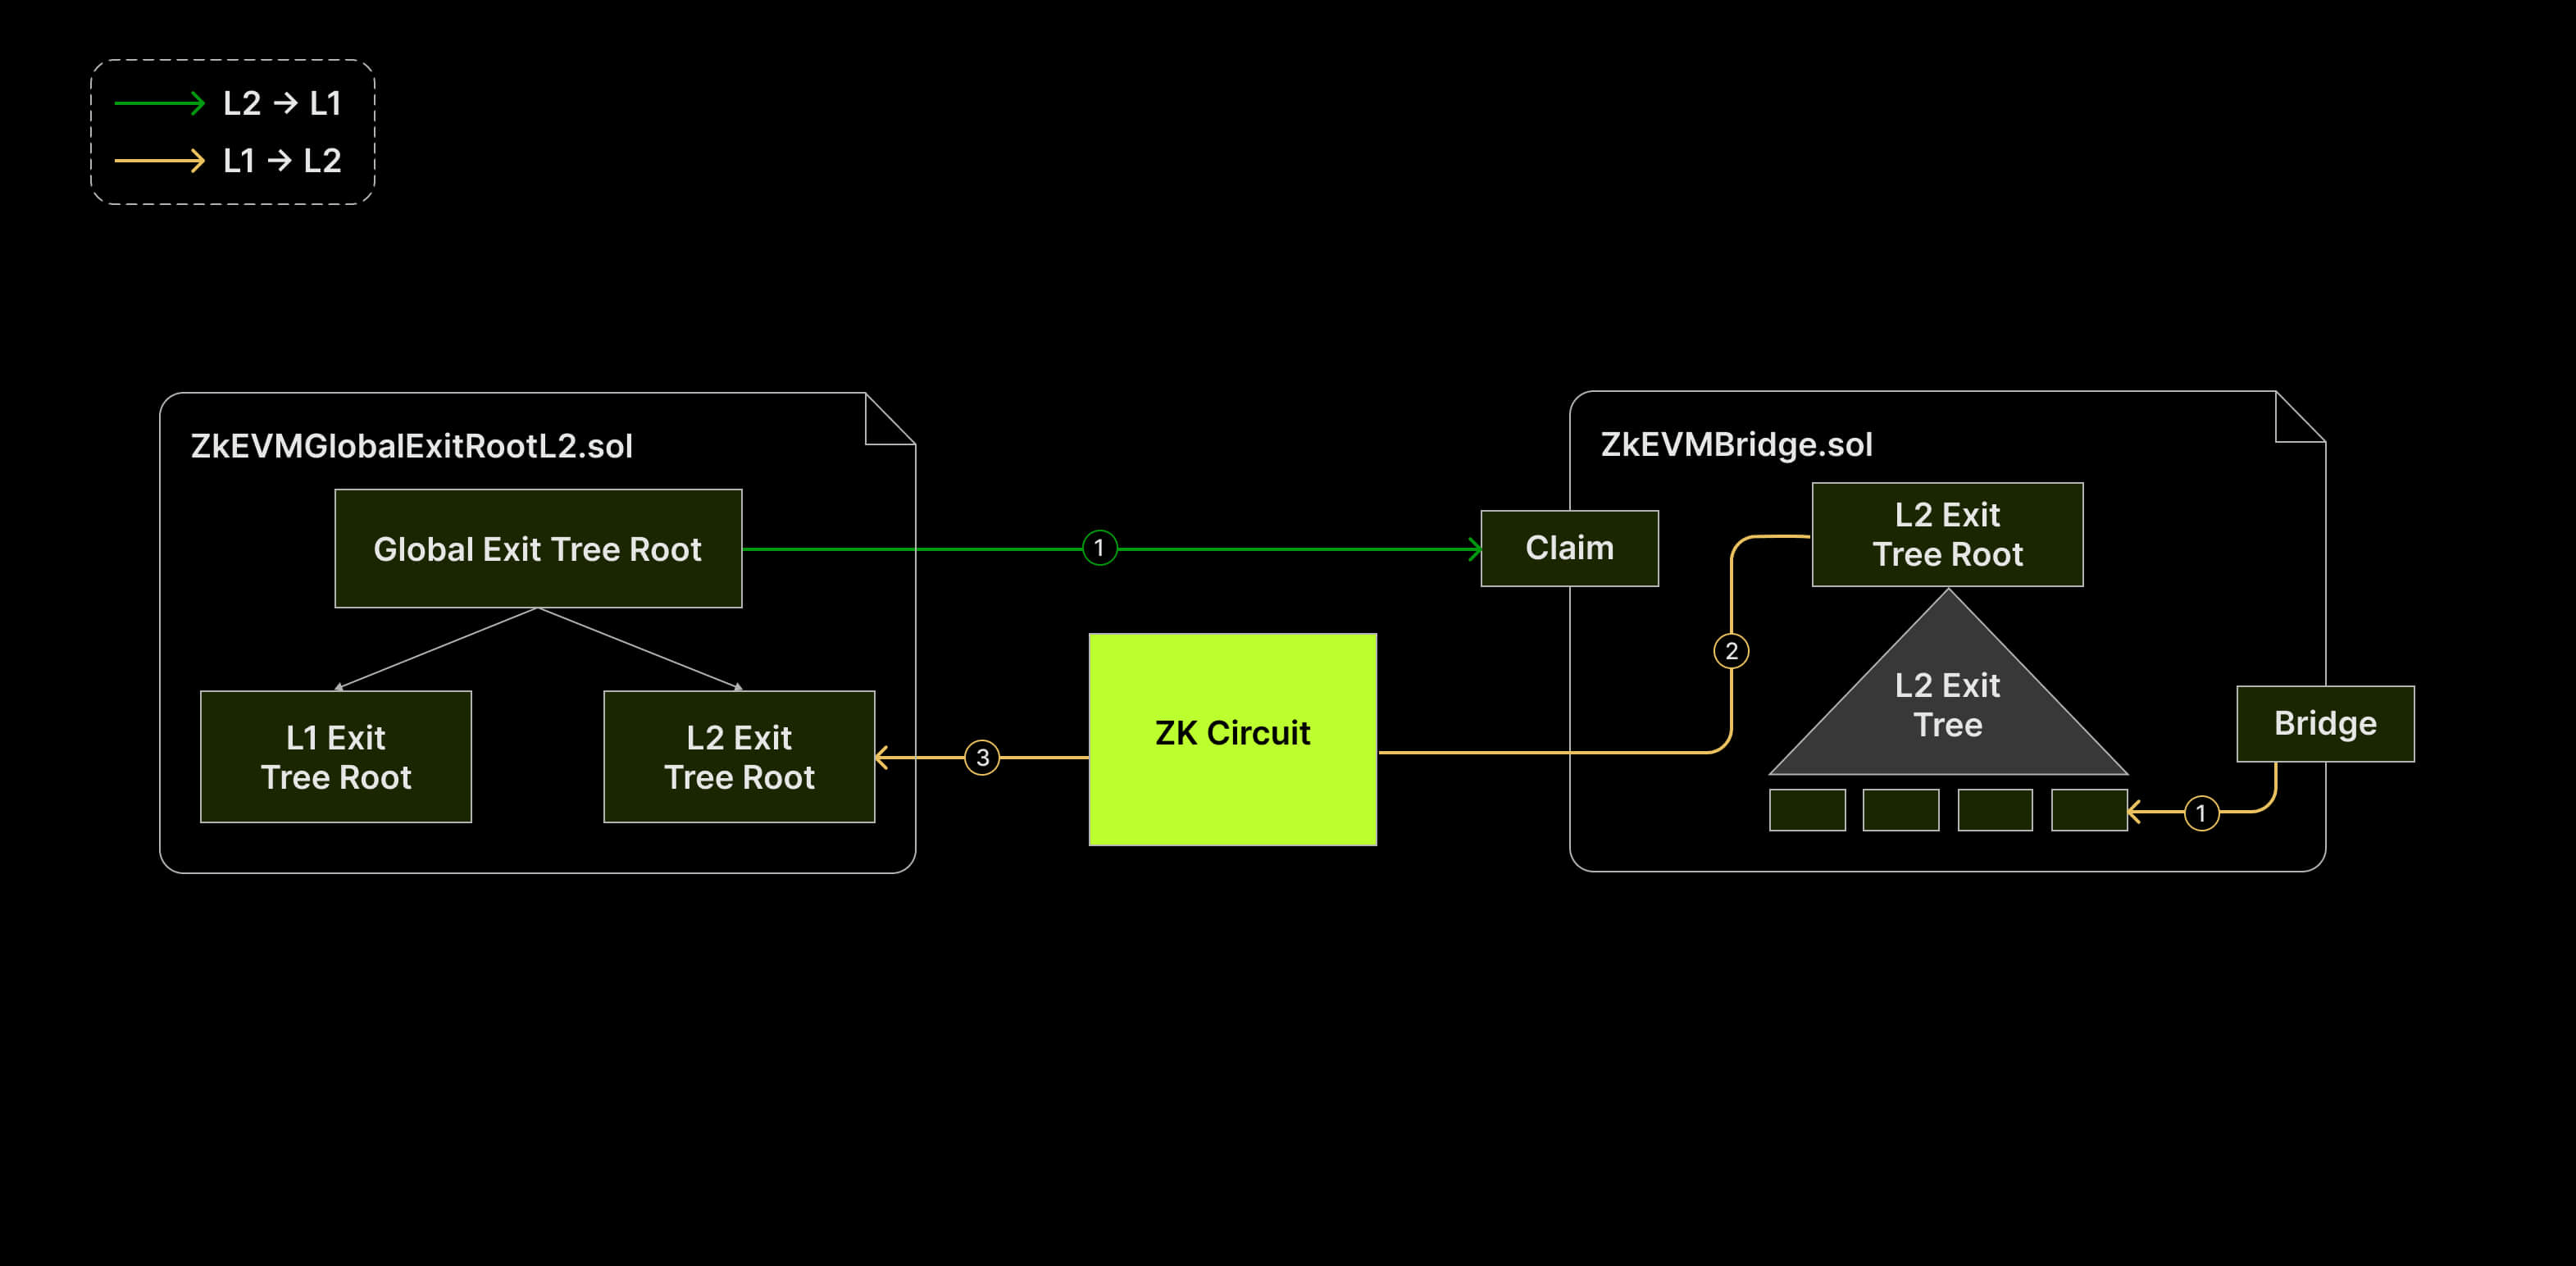 L2 → L1
L1 → L2
ZkEVMGlobalExitRootL2.sol
Global Exit Tree Root
L1 Exit
Tree Root
L2 Exit
Tree Root
1
3
ZK Circuit
ZkEVMBridge.sol
Claim
L2 Exit
Tree Root
2
L2 Exit
Tree
Bridge
1